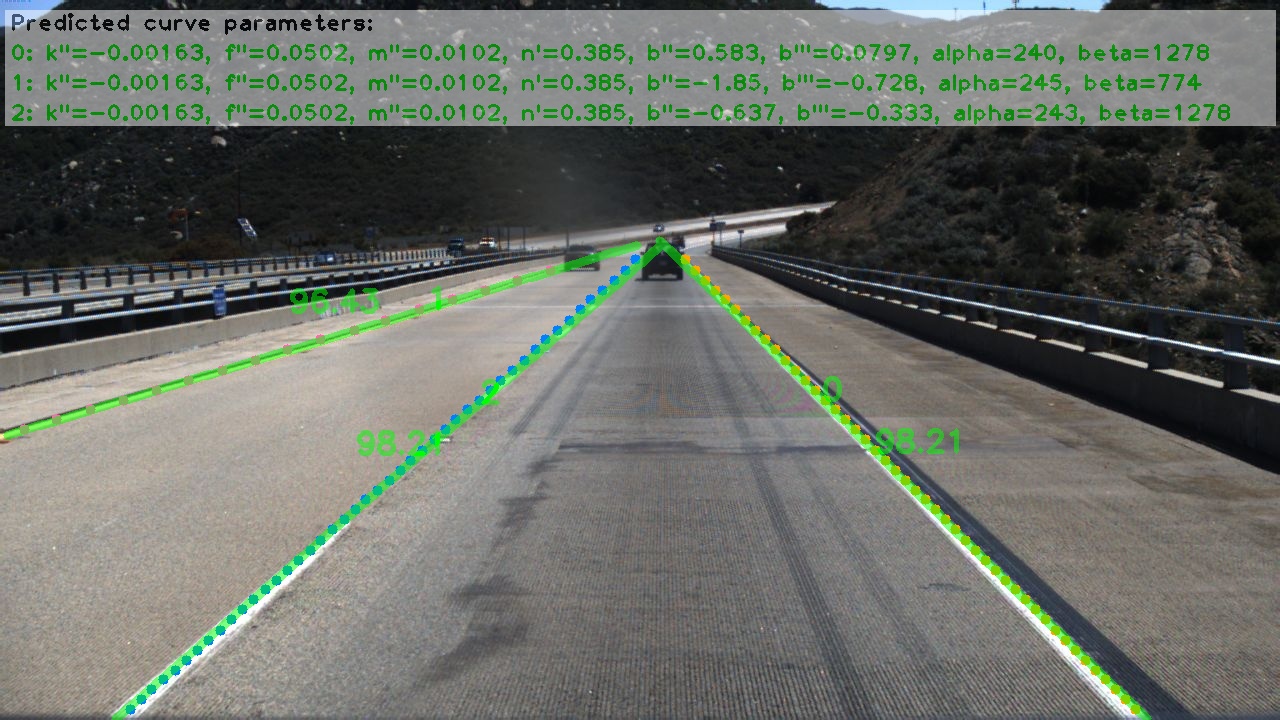 Predicted curve parameters:
0: k''=-0.00163, f''=0.0502, m''=0.0102, n'=0.385, b''=0.583, b'''=0.0797, alpha=240, beta=1278
1: k''=-0.00163, f''=0.0502, m''=0.0102, n'=0.385, b''=-1.85, b'''=-0.728, alpha=245, beta=774
2: k''=-0.00163, f''=0.0502, m''=0.0102, n'=0.385, b''=-0.637, b'''=-0.333, alpha=243, beta=1278
96.43 1
2 0
98.21 98.21